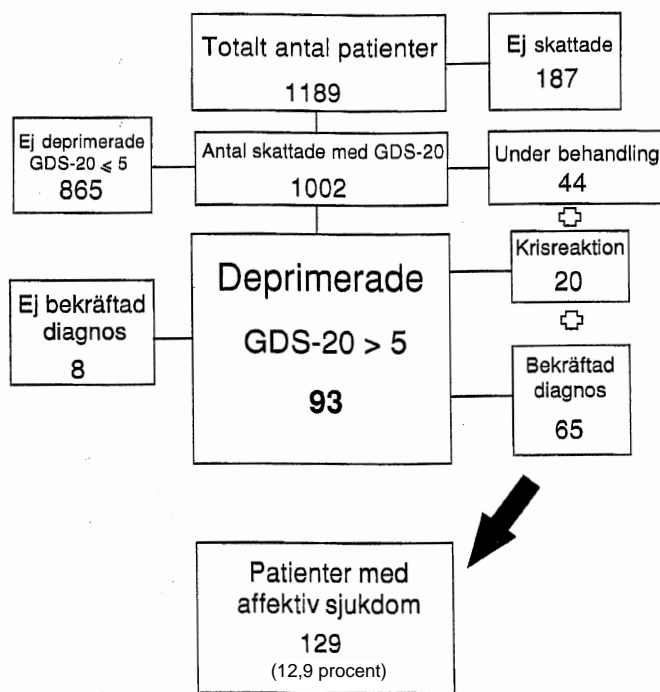 Totalt antal patienter
1189
Ej skattade
187
Ej deprimerade
GDS-20 ⩽ 5
865
Antal skattade med GDS-20
1002
Under behandling
44
Deprimerade
GDS-20 > 5
93
Krisreaktion
20
Ej bekräftad
diagnos
8
Bekräftad
diagnos
65
Patienter med
affektiv sjukdom
129
(12,9 procent)